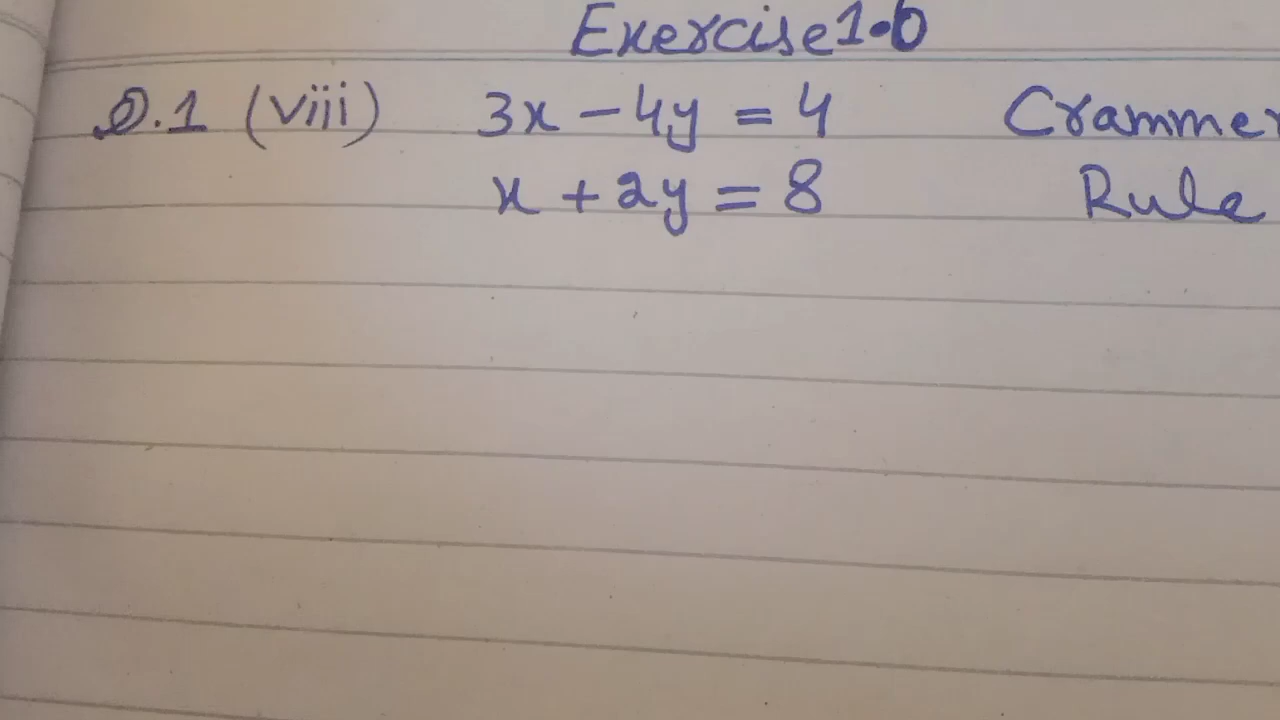 Exercise 1.6
Q.1 (viii) 3x - 4y = 4 Crammer
x + 2y = 8 Rule